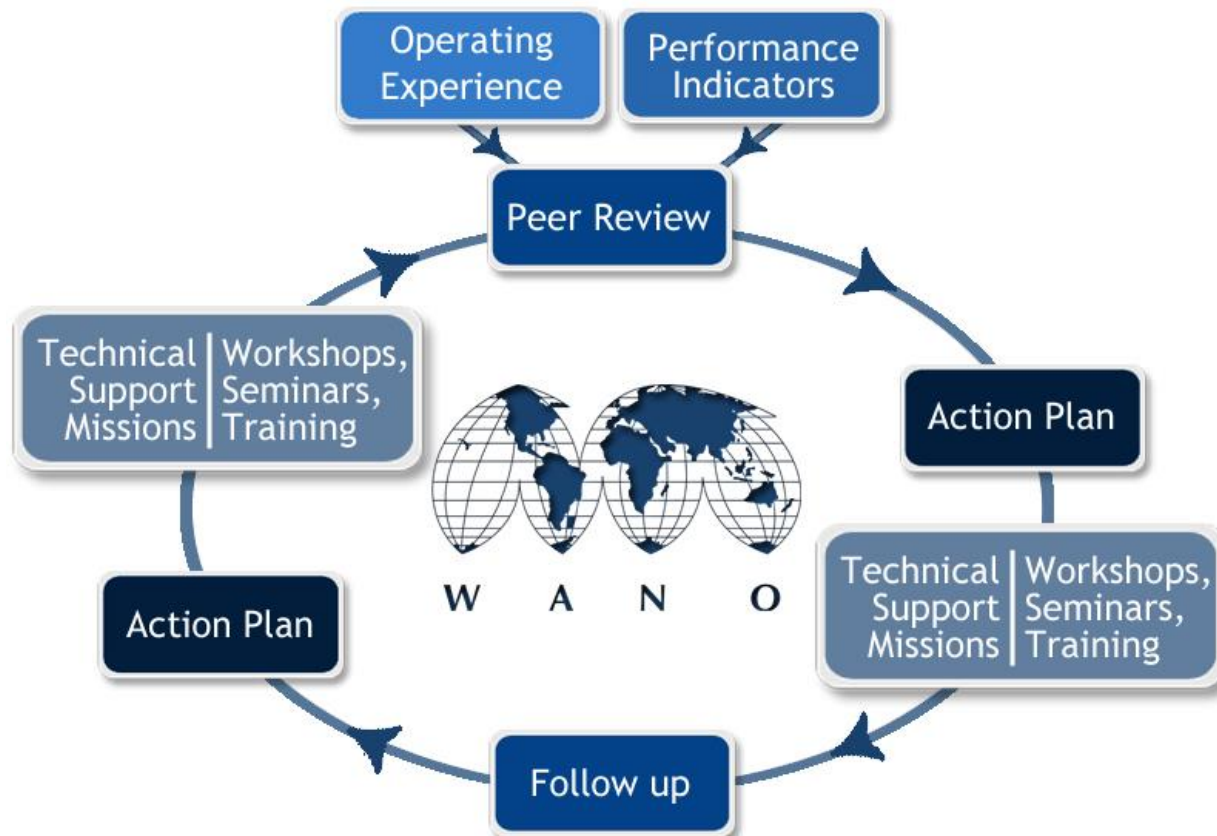 Operating
Experience
Performance
Indicators
Peer Review
Technical
Support
Missions
Workshops,
Seminars,
Training
Action Plan
W A N O
Technical
Support
Missions
Workshops,
Seminars,
Training
Action Plan
Follow up